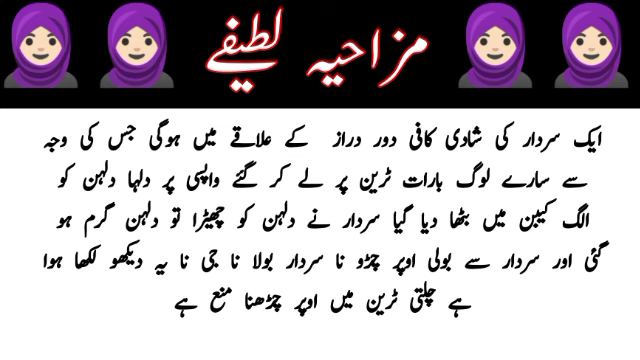 مزاحیہ لطیفے
ایک سردار کی شادی کافی دور دراز کے علاقے میں ہوگی جس کی وجہ
سے سارے لوگ بارات ٹرین پر لے کر گئے واپسی پر دلہا دلہن کو
الگ کیبن میں بٹھا دیا گیا سردار نے دلہن کو چھیڑا تو دلہن گرم ہو
گئی اور سردار سے بولی اوپر چڑو نا سردار بولا نا جی نا یہ دیکھو لکھا ہوا
ہے چلتی ٹرین میں اوپر چڑھنا منع ہے